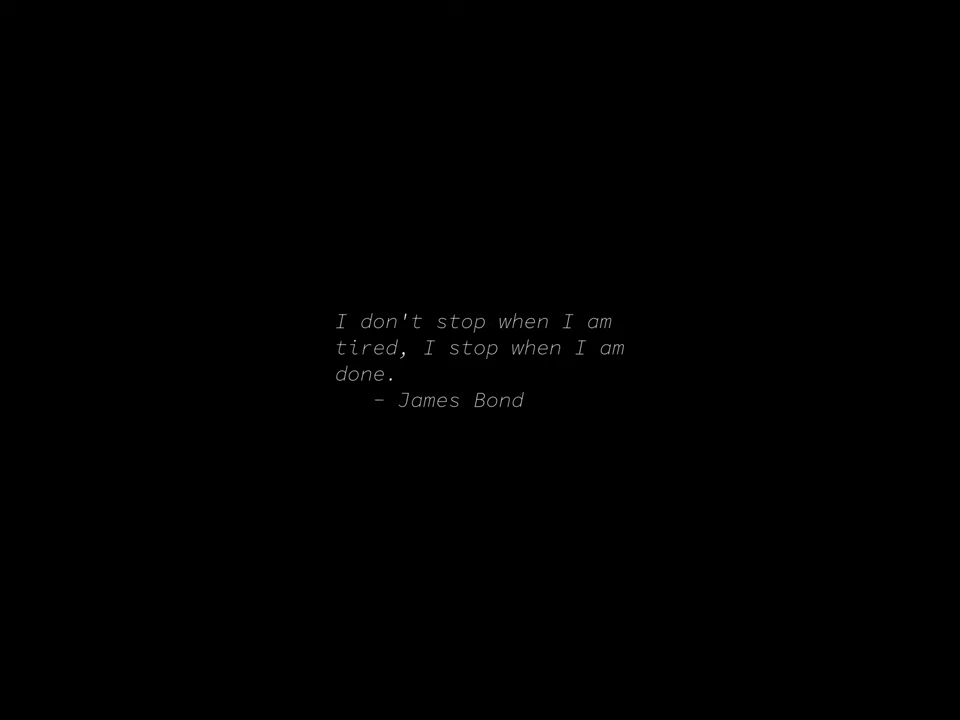 I don't stop when I am
tired, I stop when I am
done.
- James Bond